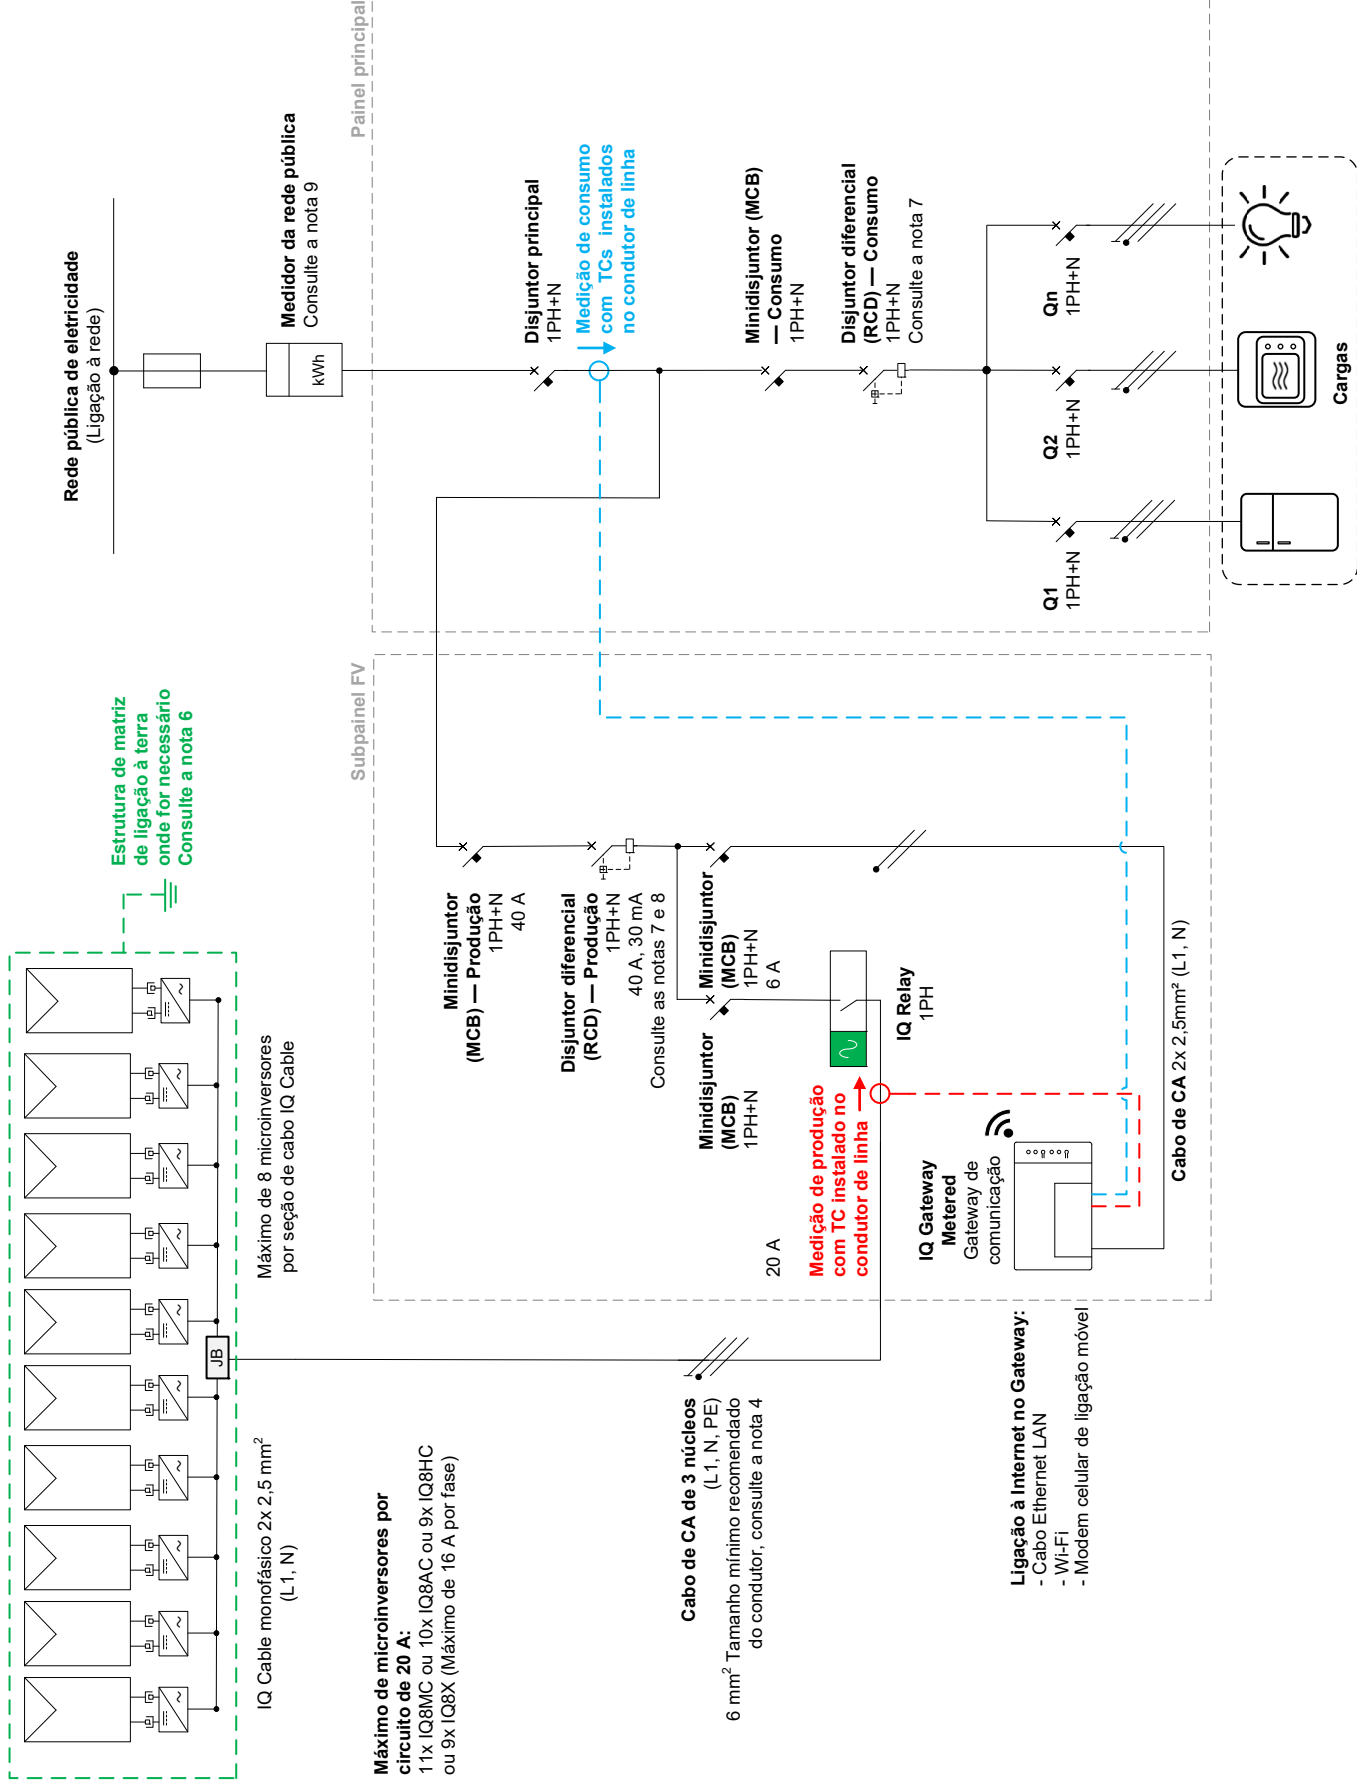 Estrutura de matriz
de ligação à terra
onde for necessário
Consulte a nota 6
Rede pública de eletricidade
(Ligação à rede)
Medidor da rede pública
Consulte a nota 9
kWh
JB
IQ Cable monofásico 2x 2,5 mm²
(L1, N)
Máximo de 8 microinversores
por seção de cabo IQ Cable
Máximo de microinversores por
circuito de 20 A:
11x IQ8MC ou 10x IQ8AC ou 9x IQ8HC
ou 9x IQ8X (Máximo de 16 A por fase)
Subpainel FV
Painel principal
Minidisjuntor
(MCB) — Produção
1PH+N
40 A
Disjuntor diferencial
(RCD) — Produção
1PH+N
40 A, 30 mA
Consulte as notas 7 e 8
Minidisjuntor
(MCB)
1PH+N
20 A
Minidisjuntor
(MCB)
1PH+N
6 A
Disjuntor principal
1PH+N
Medição de consumo
com TCs instalados
no condutor de linha
Minidisjuntor (MCB)
— Consumo
1PH+N
Disjuntor diferencial
(RCD) — Consumo
1PH+N
Consulte a nota 7
Cabo de CA de 3 núcleos
(L1, N, PE)
6 mm² Tamanho mínimo recomendado
do condutor, consulte a nota 4
Medição de produção
com TC instalado no
condutor de linha
IQ Relay
1PH
IQ Gateway
Metered
Gateway de
comunicação
Ligação à Internet no Gateway:
- Cabo Ethernet LAN
- Wi-Fi
- Modem celular de ligação móvel
Cabo de CA 2x 2,5mm² (L1, N)
Q1
1PH+N
Q2
1PH+N
Qn
1PH+N
Cargas